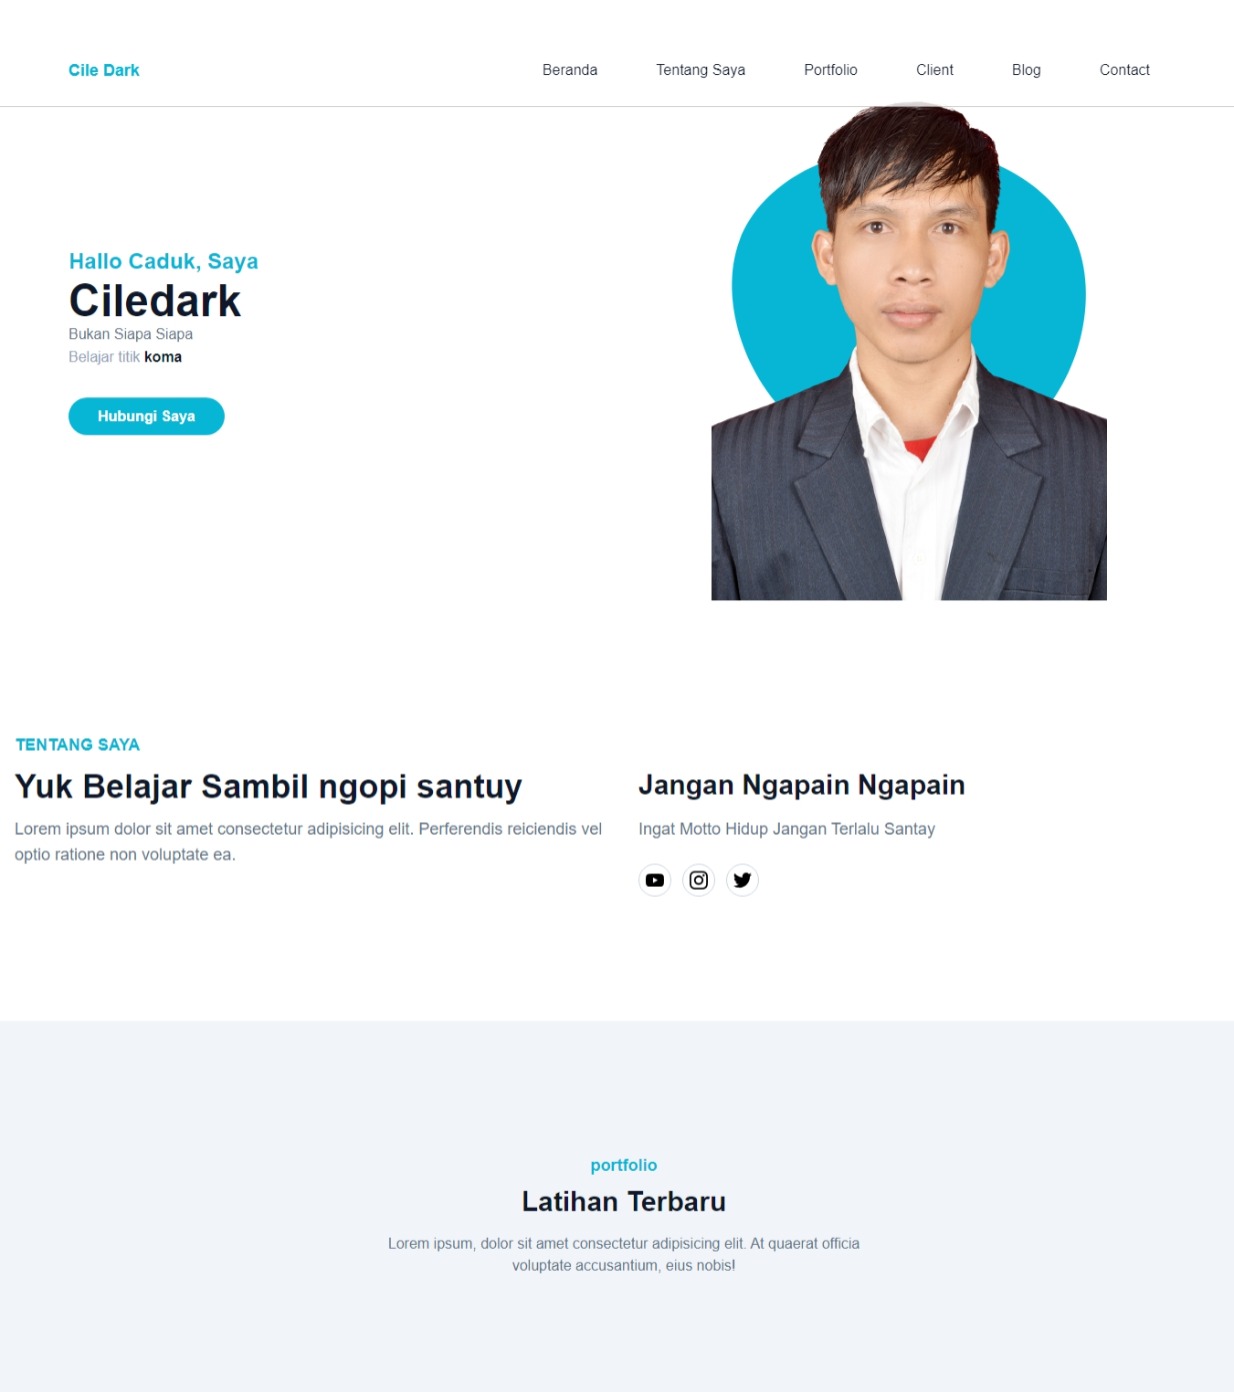 Cile Dark
Beranda Tentang Saya Portfolio Client Blog Contact
Hallo Caduk, Saya
Ciledark
Bukan Siapa Siapa
Belajar titik koma
Hubungi Saya
TENTANG SAYA
Yuk Belajar Sambil ngopi santuy
Lorem ipsum dolor sit amet consectetur adipisicing elit. Perferendis reiciendis vel
optio ratione non voluptate ea.
Jangan Ngapain Ngapain
Ingat Motto Hidup Jangan Terlalu Santay
portfolio
Latihan Terbaru
Lorem ipsum, dolor sit amet consectetur adipisicing elit. At quaerat officia
voluptate accusantium, eius nobis!